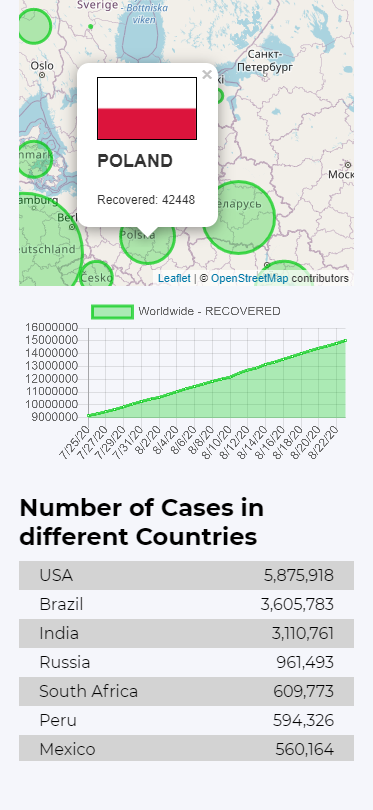 Sverige
Bottniska
viken
Oslo
Санкт-
Петербург
×
ki
POLAND
Recovered: 42448
nmark
amburg
Berl
Моск
еларусь
Polska
eutschland
Česko
Leaflet | © OpenStreetMap contributors
Worldwide - RECOVERED
16000000
15000000
14000000
13000000
12000000
11000000
10000000
9000000
7/25/20
7/27/20
7/29/20
7/31/20
8/2/20
8/4/20
8/6/20
8/8/20
8/10/20
8/12/20
8/14/20
8/16/20
8/18/20
8/20/20
8/22/20
Number of Cases in
different Countries
USA 5,875,918
Brazil 3,605,783
India 3,110,761
Russia 961,493
South Africa 609,773
Peru 594,326
Mexico 560,164